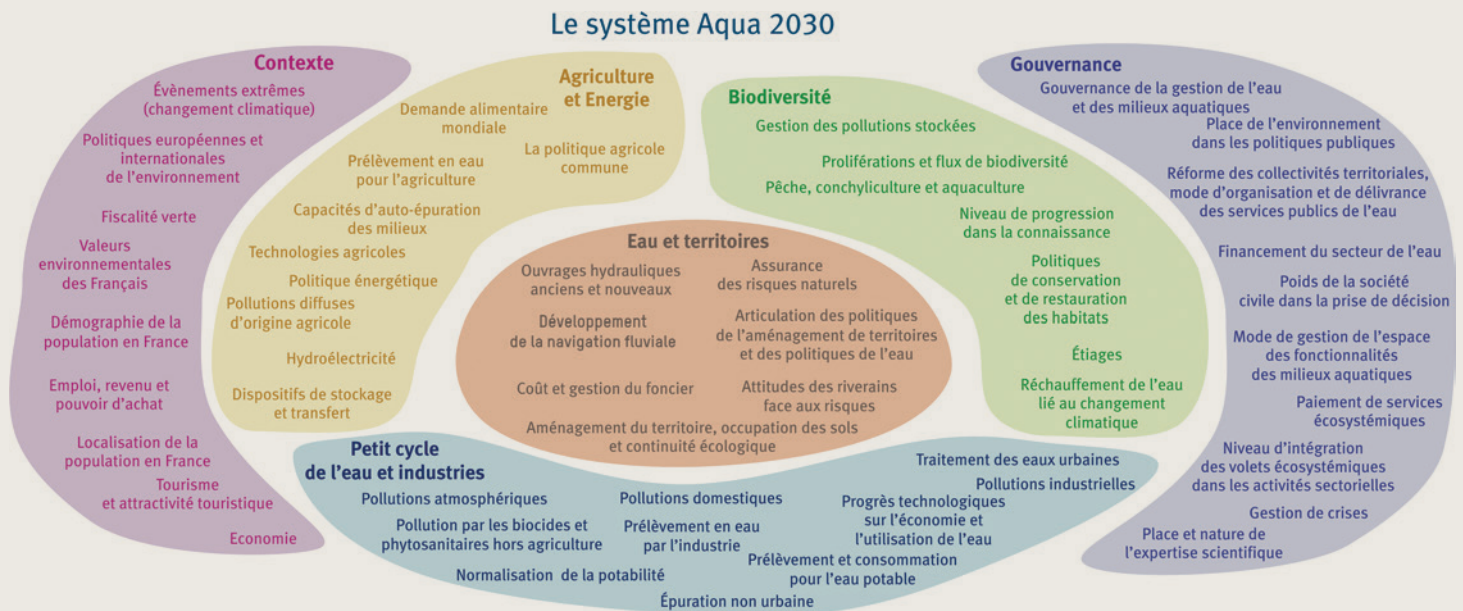 Le système Aqua 2030
Contexte
Évènements extrêmes
(changement climatique)
Politiques européennes et
internationales
de l'environnement
Fiscalité verte
Valeurs
environnementales
des Français
Démographie de la
population en France
Emploi, revenu et
pouvoir d'achat
Localisation de la
population en France
Tourisme
et attractivité touristique
Economie
Agriculture
et Energie
Demande alimentaire
mondiale
La politique agricole
commune
Prélèvement en eau
pour l'agriculture
Capacités d'auto-épuration
des milieux
Technologies agricoles
Politique énergétique
Pollutions diffuses
d'origine agricole
Hydroélectricité
Dispositifs de stockage
et transfert
Biodiversité
Gestion des pollutions stockées
Proliférations et flux de biodiversité
Pêche, conchyliculture et aquaculture
Niveau de progression
dans la connaissance
Politiques
de conservation
et de restauration
des habitats
Étiages
Réchauffement de l'eau
lié au changement
climatique
Gouvernance
Gouvernance de la gestion de l'eau
et des milieux aquatiques
Place de l'environnement
dans les politiques publiques
Réforme des collectivités territoriales,
mode d'organisation et de délivrance
des services publics de l'eau
Financement du secteur de l'eau
Poids de la société
civile dans la prise de décision
Mode de gestion de l'espace
des fonctionnalités
des milieux aquatiques
Paiement de services
écosystémiques
Niveau d'intégration
des volets écosystémiques
dans les activités sectorielles
Gestion de crises
Place et nature de
l'expertise scientifique
Eau et territoires
Ouvrages hydrauliques
anciens et nouveaux
Assurance
des risques naturels
Développement
de la navigation fluviale
Articulation des politiques
de l'aménagement de territoires
et des politiques de l'eau
Coût et gestion du foncier
Attitudes des riverains
face aux risques
Aménagement du territoire, occupation des sols
et continuité écologique
Petit cycle
de l'eau et industries
Traitement des eaux urbaines
Pollutions industrielles
Pollutions atmosphériques
Pollutions domestiques
Progrès technologiques
sur l'économie et
l'utilisation de l'eau
Pollution par les biocides et
phytosanitaires hors agriculture
Prélèvement en eau
par l'industrie
Prélèvement et consommation
pour l'eau potable
Normalisation de la potabilité
Épuration non urbaine